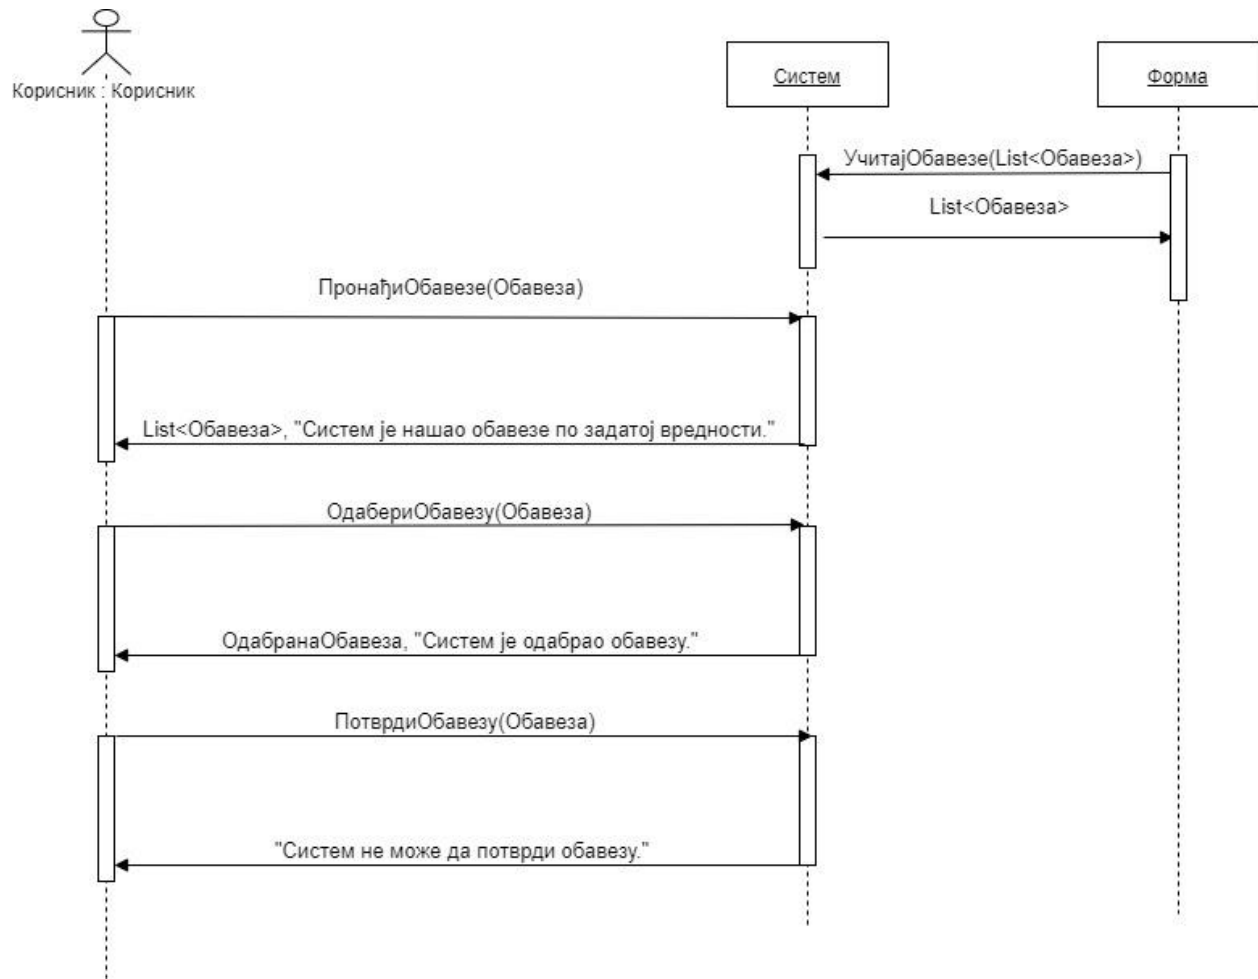 Корисник : Корисник
Систем
Форма
УчитајОбавезе(List<Обавеза>)
List<Обавеза>
ПронађиОбавезе(Обавеза)
List<Обавеза>, "Систем је нашао обавезе по задатој вредности."
ОдабериОбавезу(Обавеза)
ОдабранаОбавеза, "Систем је одабрао обавезу."
ПотврдиОбавезу(Обавеза)
"Систем не може да потврди обавезу."